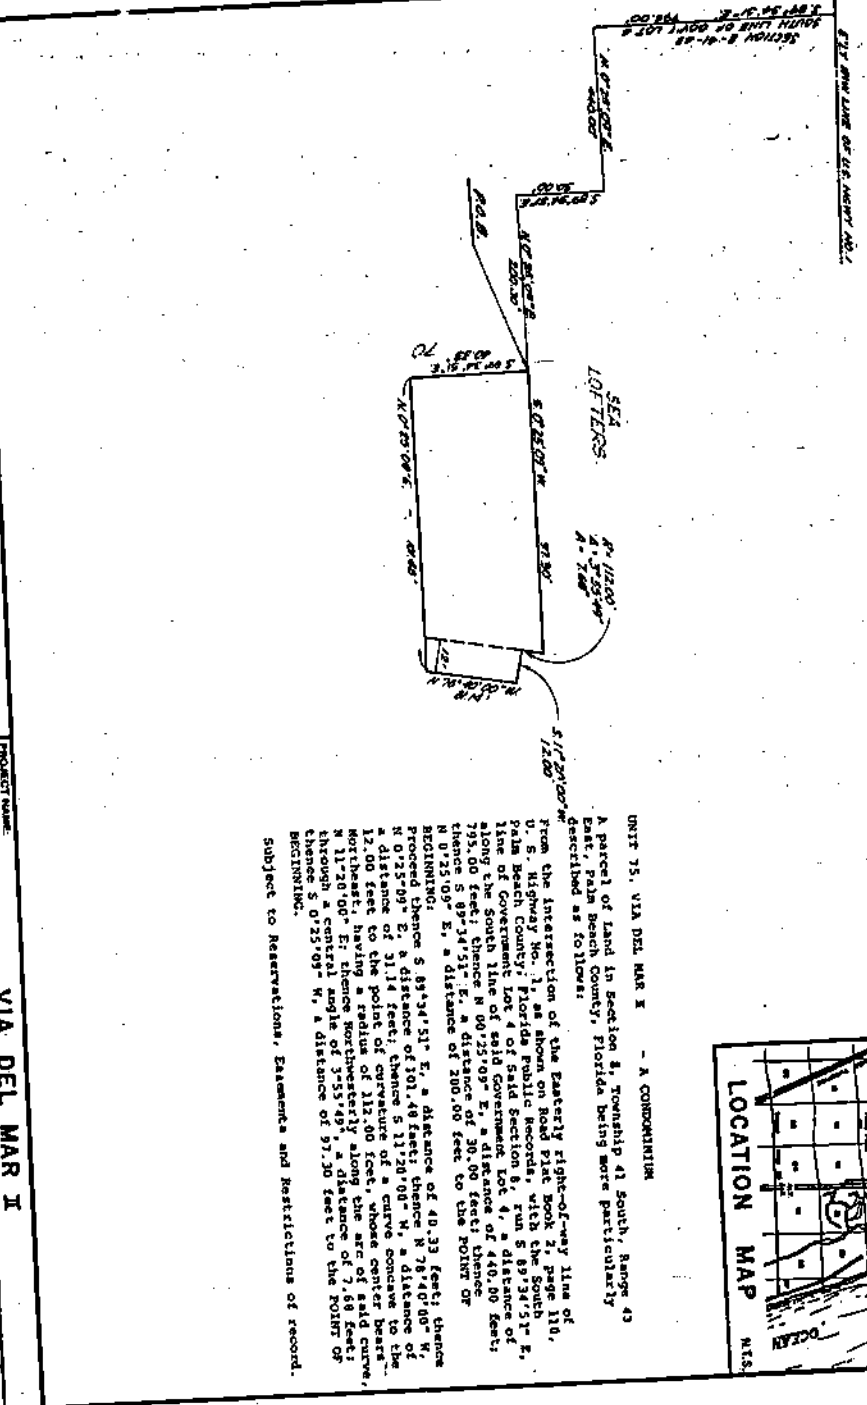 E'LY R/W LINE OF U.S. HGWY NO. 1
S. 89° 34' 51" E. 795.00'
SOUTH LINE OF GOV'T LOT 4
SECTION 8-41-43
N. 0° 25' 09" E.
440.00'
S. 89° 34' 51" E.
30.00'
N. 0° 25' 09" E.
200.00'
P.O.B.
SEA
LOFTERS
S. 89° 34' 51" E.
40.33
70
S. 0° 25' 09" W.
97.30'
N. 0° 25' 09" E.
101.48'
R= 112.00'
Δ= 3° 55' 49"
A= 7.68'
12'
S. 11° 20' 00" W.
12.00'
UNIT 75, VIA DEL MAR II - A CONDOMINIUM
A parcel of Land in Section 8, Township 41 South, Range 43
East, Palm Beach County, Florida being more particularly
described as follows:
From the intersection of the Easterly right-of-way line of
U. S. Highway No. 1, as shown on Road Plat Book 2, page 110,
Palm Beach County, Florida Public Records, with the South
line of Government Lot 4 of Said Section 8, run S 89°34'51" E,
along the South line of said Government Lot 4, a distance of
795.00 feet; thence N 00°25'09" E, a distance of 440.00 feet;
thence S 89°34'51" E, a distance of 30.00 feet; thence
N 0°25'09" E, a distance of 200.00 feet to the POINT OF
BEGINNING:
Proceed thence S 89°34'51" E, a distance of 40.33 feet; thence
N 0°25'09" E, a distance of 101.48 feet; thence N 78°40'00" W,
a distance of 31.14 feet; thence S 11°20'00" W, a distance of
12.00 feet to the point of curvature of a curve concave to the
Northeast, having a radius of 112.00 feet, whose center bears
N 11°20'00" E; thence Northwesterly along the arc of said curve,
through a central angle of 3°55'49", a distance of 7.68 feet;
thence S 0°25'09" W, a distance of 97.30 feet to the POINT OF
BEGINNING.
Subject to Reservations, Easements and Restrictions of record.
LOCATION MAP
N.T.S.
OCEAN
PROJECT NAME:
VIA DEL MAR II